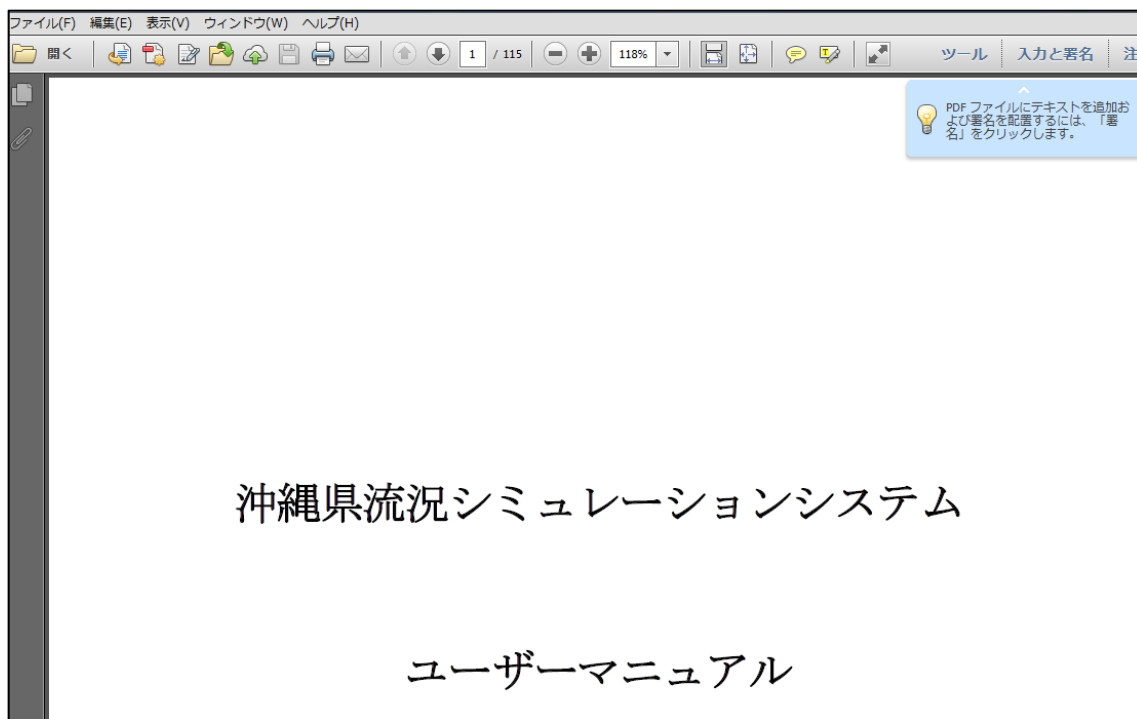 ファイル(F) 編集(E) 表示(V) ウィンドウ(W) ヘルプ(H)
開く 1 / 115 118% ツール 入力と署名 注
PDF ファイルにテキストを追加お
よび署名を配置するには、「署
名」をクリックします。
沖縄県流況シミュレーションシステム
ユーザーマニュアル